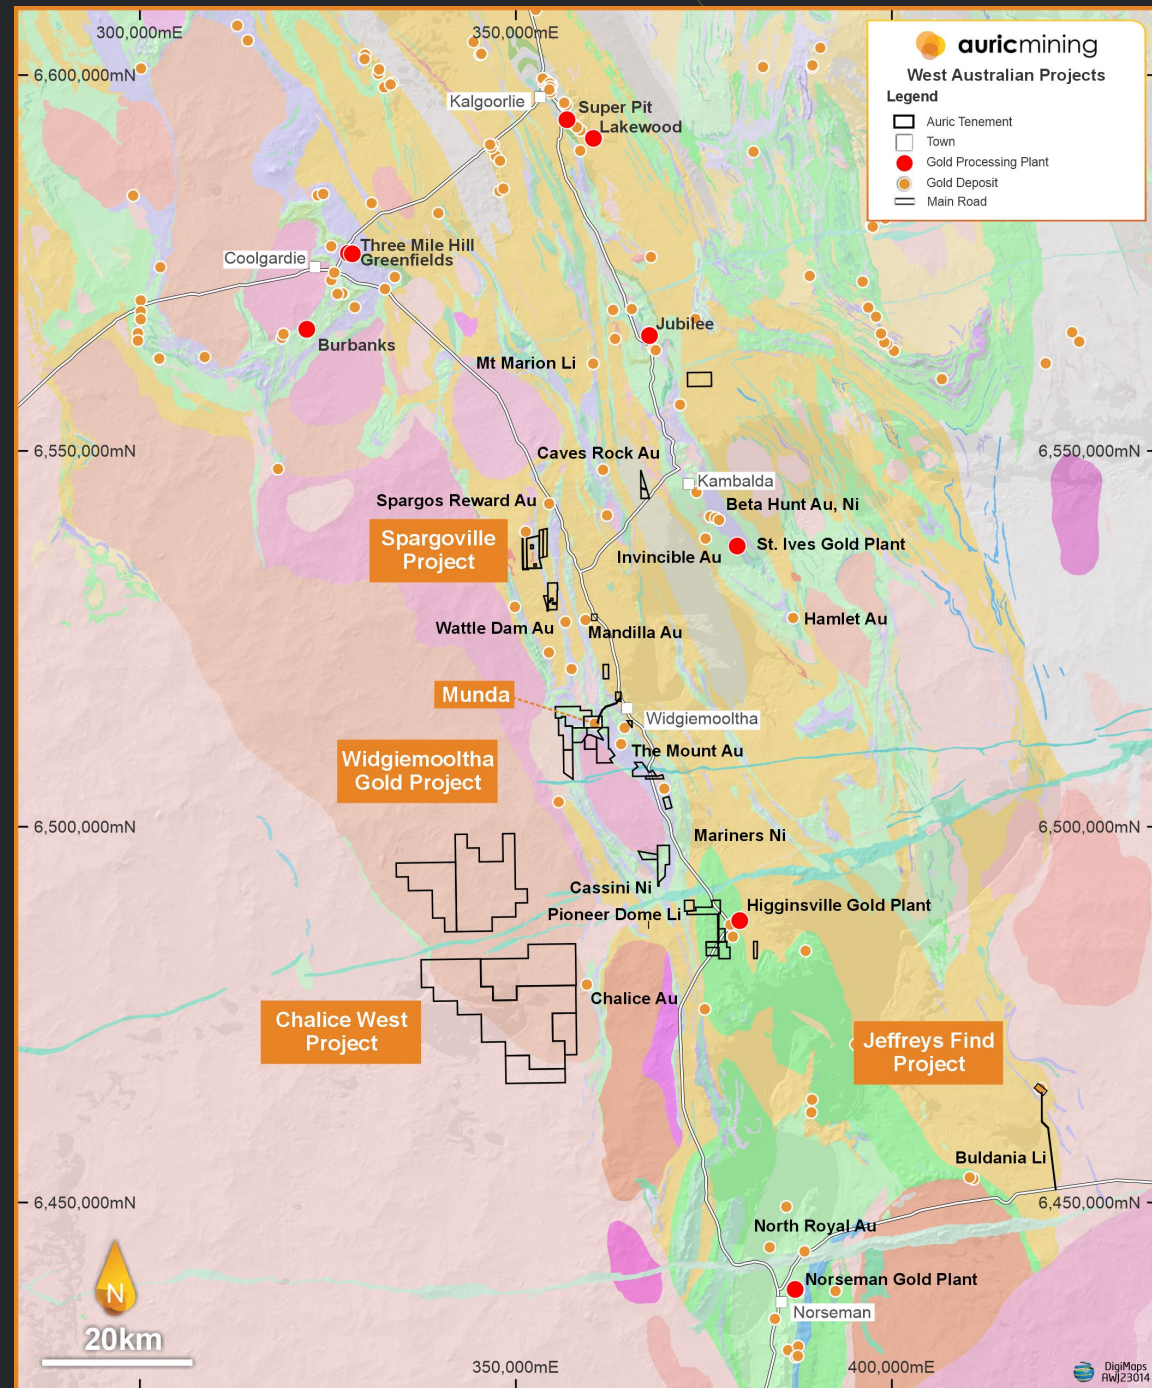 300,000mE
350,000mE
6,600,000mN
auricmining
West Australian Projects
Legend
Auric Tenement
Town
Gold Processing Plant
Gold Deposit
Main Road
Kalgoorlie
Super Pit
Lakewood
Coolgardie
Three Mile Hill
Greenfields
Burbanks
Jubilee
Mt Marion Li
6,550,000mN
6,550,000mN
Caves Rock Au
Kambalda
Spargos Reward Au
Beta Hunt Au, Ni
Spargoville
Project
St. Ives Gold Plant
Invincible Au
Wattle Dam Au
Mandilla Au
Hamlet Au
Munda
Widgiemooltha
The Mount Au
Widgiemooltha
Gold Project
6,500,000mN
6,500,000mN
Mariners Ni
Cassini Ni
Pioneer Dome Li
Higginsville Gold Plant
Chalice Au
Chalice West
Project
Jeffreys Find
Project
Buldania Li
6,450,000mN
6,450,000mN
North Royal Au
Norseman Gold Plant
Norseman
N
20km
350,000mE
400,000mE
DigiMaps
AWJ23014